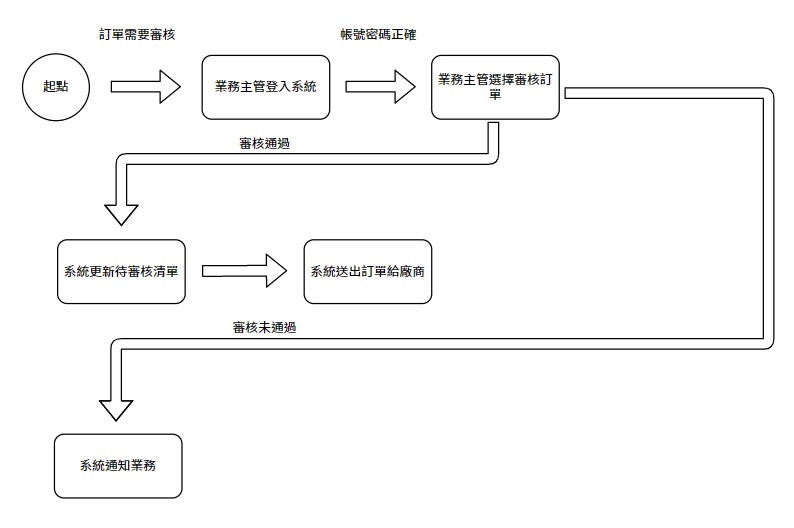 訂單需要審核
帳號密碼正確
起點
業務主管登入系統
業務主管選擇審核訂
單
審核通過
系統更新待審核清單
系統送出訂單給廠商
審核未通過
系統通知業務